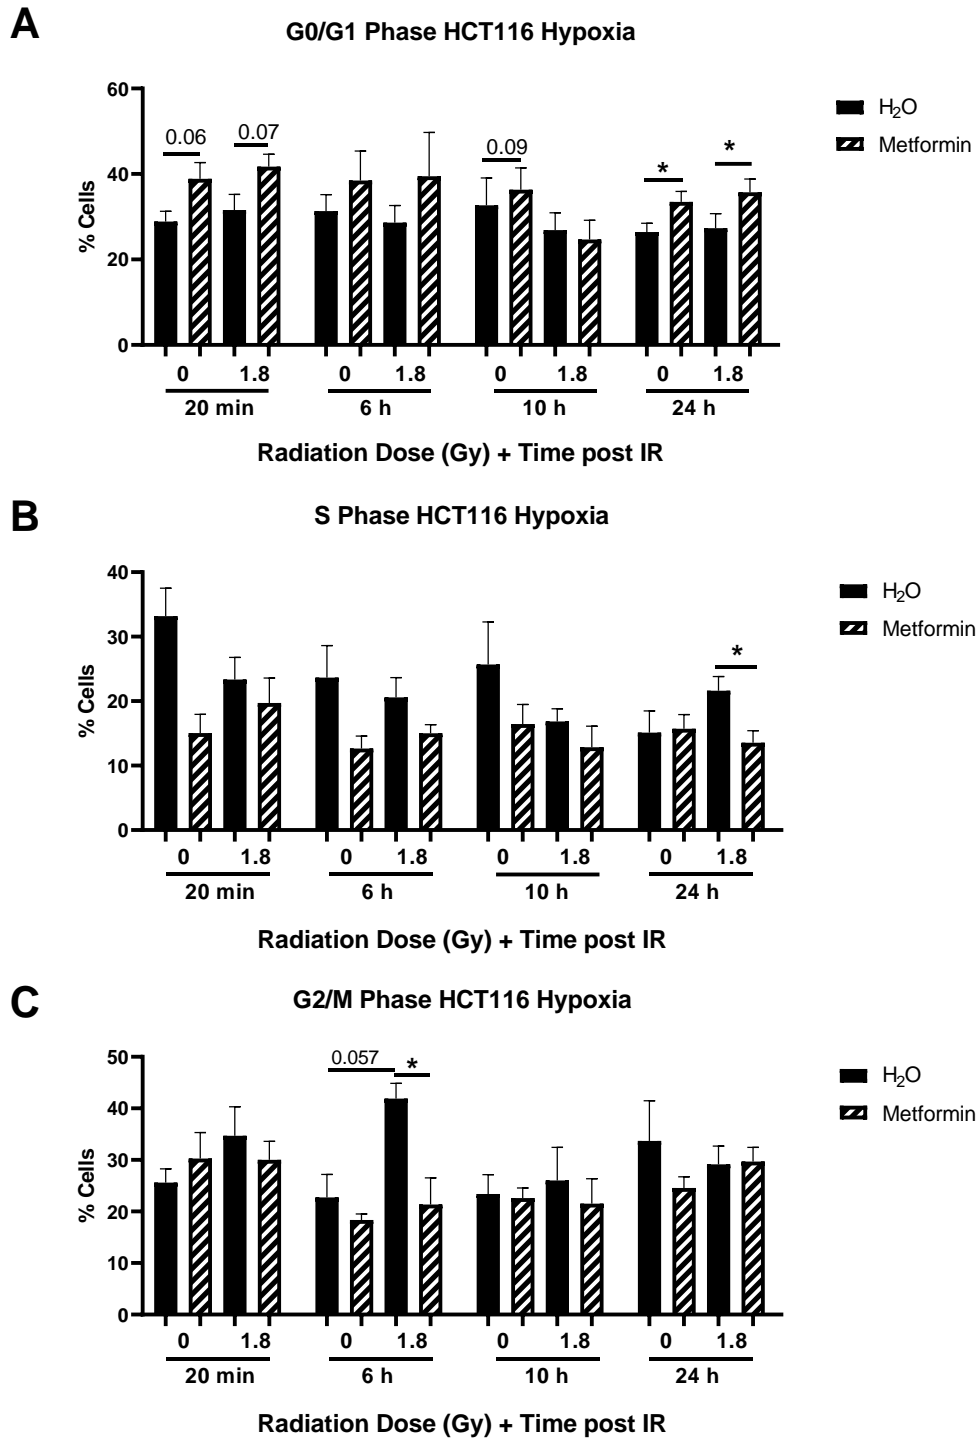 A
G0/G1 Phase HCT116 Hypoxia
% Cells
60
40
20
0
0.06
0.07
0.09
*
*
H₂O
Metformin
0 1.8 0 1.8 0 1.8 0 1.8
20 min 6 h 10 h 24 h
Radiation Dose (Gy) + Time post IR
B
S Phase HCT116 Hypoxia
% Cells
40
30
20
10
0
*
H₂O
Metformin
0 1.8 0 1.8 0 1.8 0 1.8
20 min 6 h 10 h 24 h
Radiation Dose (Gy) + Time post IR
C
G2/M Phase HCT116 Hypoxia
% Cells
50
40
30
20
10
0
0.057
*
H₂O
Metformin
0 1.8 0 1.8 0 1.8 0 1.8
20 min 6 h 10 h 24 h
Radiation Dose (Gy) + Time post IR